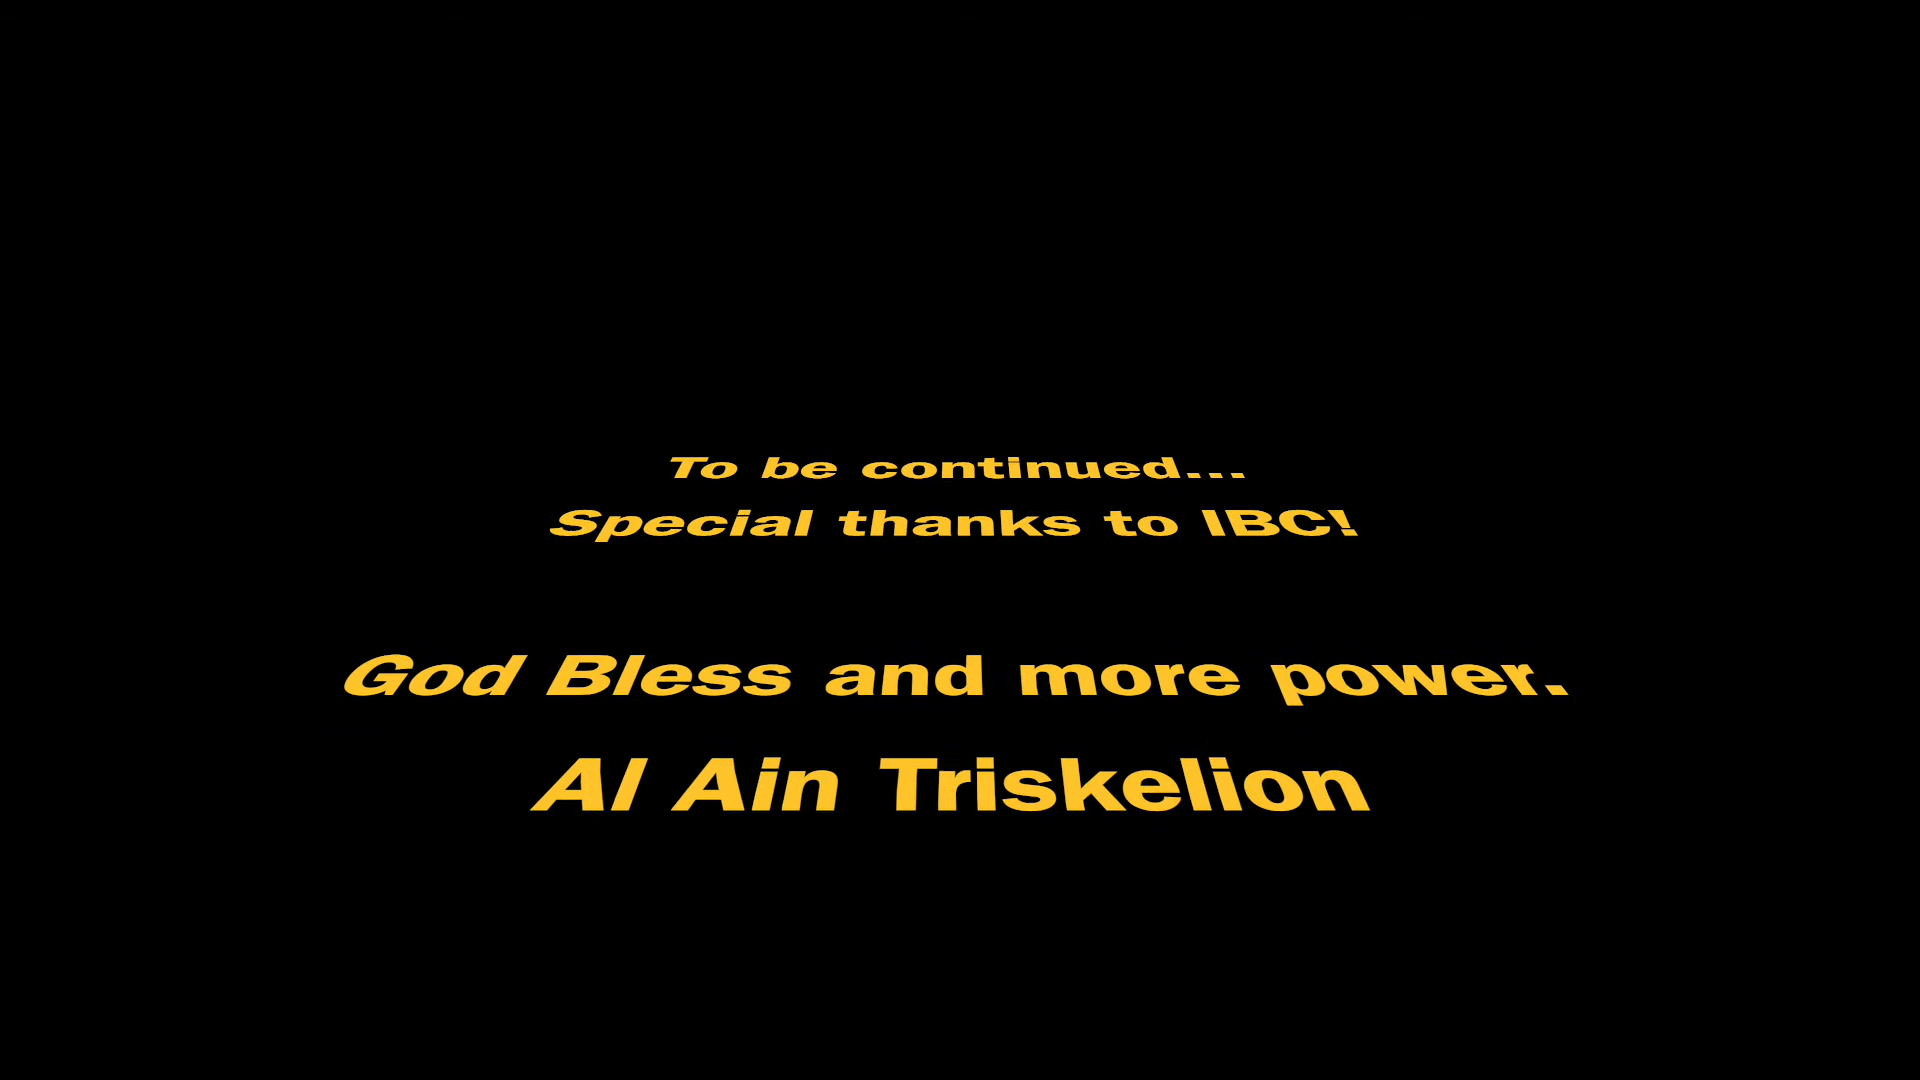 To be continued...
Special thanks to IBC!
God Bless and more power.
Al Ain Triskelion